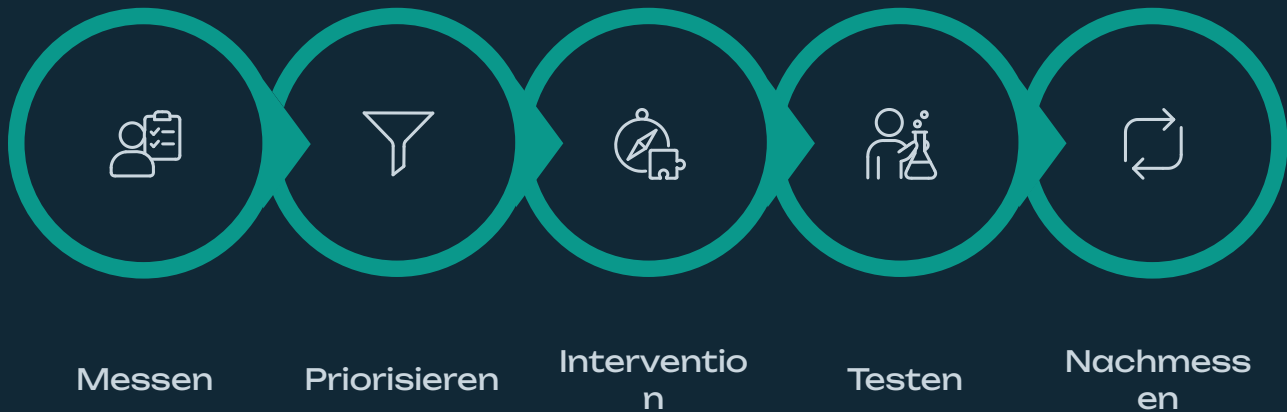 Messen
Priorisieren
Interventio
n
Testen
Nachmess
en